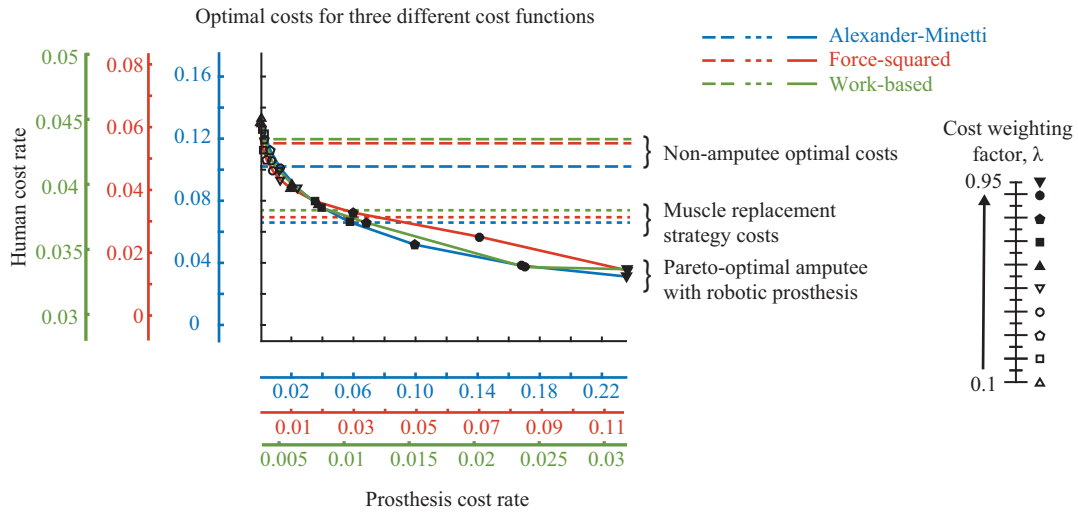 Optimal costs for three different cost functions
Alexander-Minetti
Force-squared
Work-based
Human cost rate
0.05
0.045
0.04
0.035
0.03
0.08
0.06
0.04
0.02
0
0.16
0.12
0.08
0.04
0
Non-amputee optimal costs
Muscle replacement
strategy costs
Pareto-optimal amputee
with robotic prosthesis
Cost weighting
factor, λ
0.95
0.1
0.02 0.06 0.10 0.14 0.18 0.22
0.01 0.03 0.05 0.07 0.09 0.11
0.005 0.01 0.015 0.02 0.025 0.03
Prosthesis cost rate